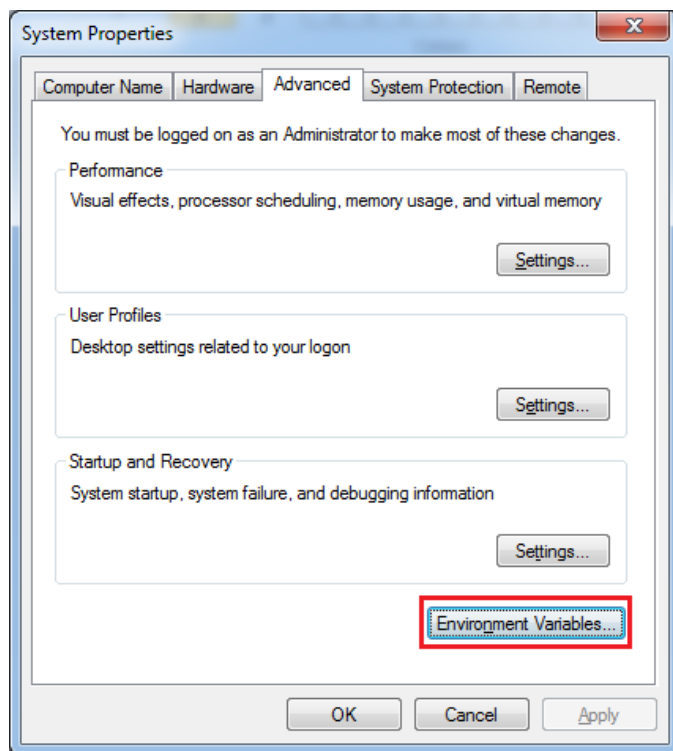 System Properties
Computer Name
Hardware
Advanced
System Protection
Remote
You must be logged on as an Administrator to make most of these changes.
Performance
Visual effects, processor scheduling, memory usage, and virtual memory
Settings...
User Profiles
Desktop settings related to your logon
Settings...
Startup and Recovery
System startup, system failure, and debugging information
Settings...
Environment Variables...
OK
Cancel
Apply